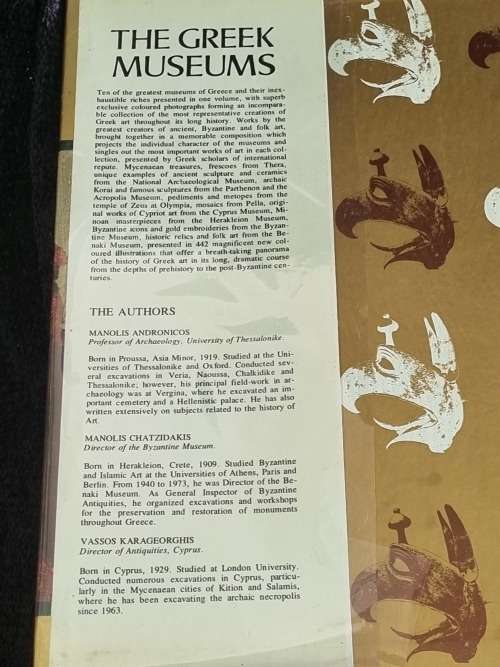 THE GREEK
MUSEUMS
Ten of the greatest museums of Greece and their inex-
haustible riches presented in one volume, with superb
exclusive coloured photographs forming an incompara-
ble collection of the most representative creations of
Greek art throughout its long history. Works by the
greatest creators of ancient, Byzantine and folk art,
brought together in a memorable composition which
projects the individual character of the museums and
singles out the most important works of art in each col-
lection, presented by Greek scholars of international
repute. Mycenaean treasures, frescoes from Thera,
unique examples of ancient sculpture and ceramics
from the National Archaeological Museum, archaic
Korai and famous sculptures from the Parthenon and the
Acropolis Museum, pediments and metopes from the
temple of Zeus at Olympia, mosaics from Pella, origi-
nal works of Cypriot art from the Cyprus Museum, Mi-
noan masterpieces from the Herakleion Museum,
Byzantine icons and gold embroideries from the Byzan-
tine Museum, historic relics and folk art from the Be-
naki Museum, presented in 442 magnificent new col-
oured illustrations that offer a breath-taking panorama
of the history of Greek art in its long, dramatic course
from the depths of prehistory to the post-Byzantine cen-
turies.
THE AUTHORS
MANOLIS ANDRONICOS
Professor of Archaeology, University of Thessalonike.
Born in Proussa, Asia Minor, 1919. Studied at the Uni-
versities of Thessalonike and Oxford. Conducted sev-
eral excavations in Veria, Naoussa, Chalkidike and
Thessalonike; however, his principal field-work in ar-
chaeology was at Vergina, where he excavated an im-
portant cemetery and a Hellenistic palace. He has also
written extensively on subjects related to the history of
Art.
MANOLIS CHATZIDAKIS
Director of the Byzantine Museum.
Born in Herakleion, Crete, 1909. Studied Byzantine
and Islamic Art at the Universities of Athens, Paris and
Berlin. From 1940 to 1973, he was Director of the Be-
naki Museum. As General Inspector of Byzantine
Antiquities, he organized excavations and workshops
for the preservation and restoration of monuments
throughout Greece.
VASSOS KARAGEORGHIS
Director of Antiquities, Cyprus.
Born in Cyprus, 1929. Studied at London University.
Conducted numerous excavations in Cyprus, particu-
larly in the Mycenaean cities of Kition and Salamis,
where he has been excavating the archaic necropolis
since 1963.